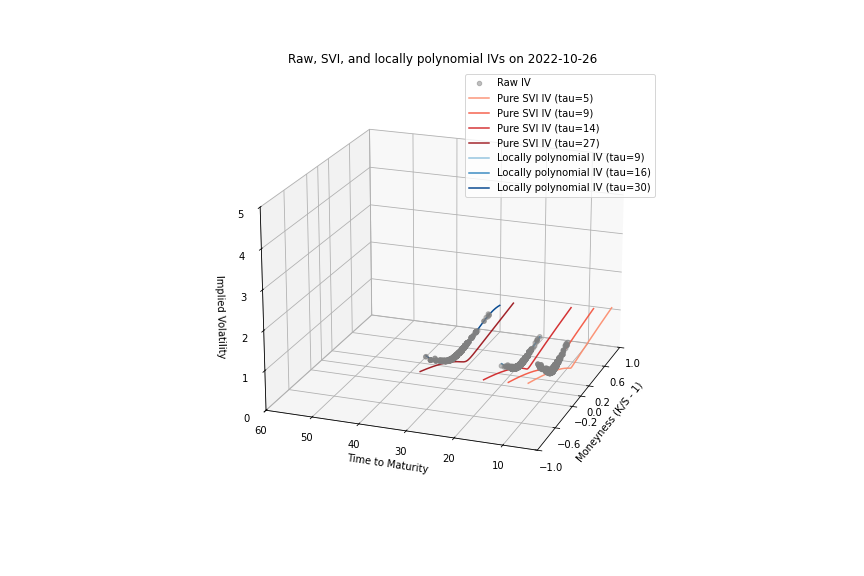 Raw, SVI, and locally polynomial IVs on 2022-10-26
Raw IV
Pure SVI IV (tau=5)
Pure SVI IV (tau=9)
Pure SVI IV (tau=14)
Pure SVI IV (tau=27)
Locally polynomial IV (tau=9)
Locally polynomial IV (tau=16)
Locally polynomial IV (tau=30)
5
4
3
2
1
0
Implied Volatility
60
50
40
30
20
10
Time to Maturity
1.0
0.6
0.2
0.0
−0.2
−0.6
−1.0
Moneyness (K/S - 1)